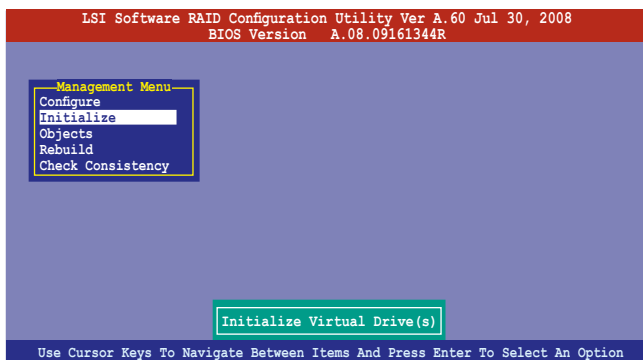 LSI Software RAID Configuration Utility Ver A.60 Jul 30, 2008
BIOS Version A.08.09161344R
Management Menu
Configure
Initialize
Objects
Rebuild
Check Consistency
Initialize Virtual Drive(s)
Use Cursor Keys To Navigate Between Items And Press Enter To Select An Option